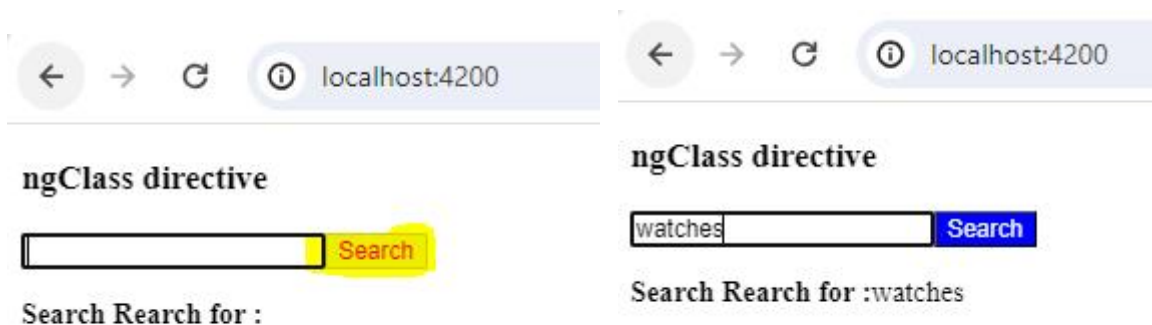 localhost:4200
ngClass directive
Search
Search Rearch for :
localhost:4200
ngClass directive
watches Search
Search Rearch for :watches